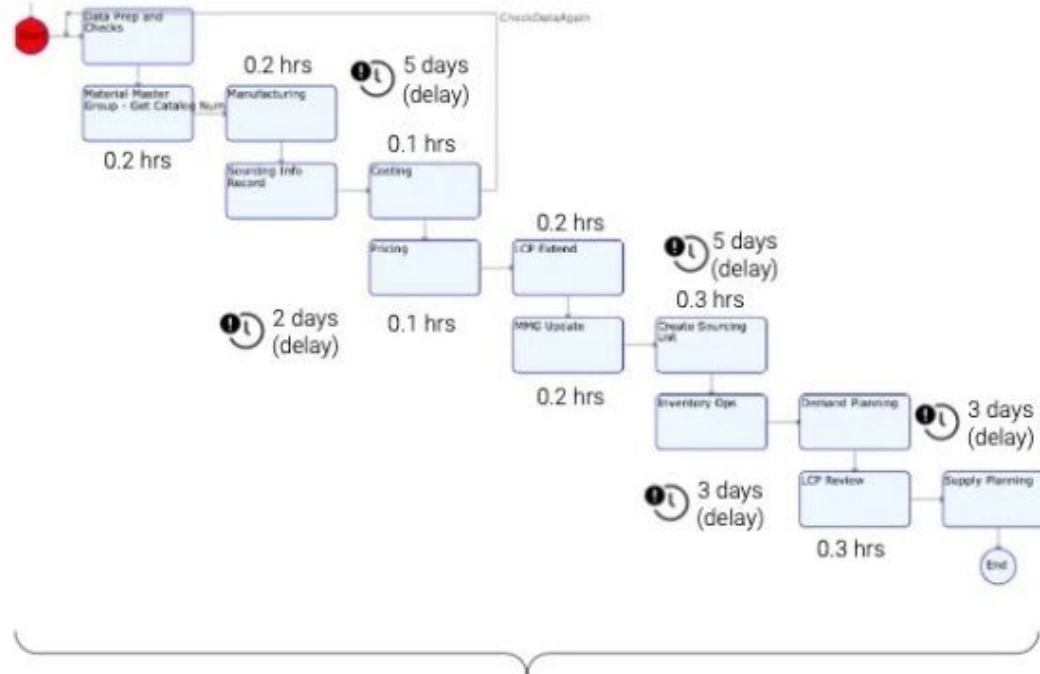 Start
Data Prep and
Checks
CheckDataAgain
Material Master
Group - Get Catalog Num
0.2 hrs
0.2 hrs
Manufacturing
5 days
(delay)
Sourcing Info
Record
0.1 hrs
Costing
Pricing
0.1 hrs
2 days
(delay)
0.2 hrs
LCP Extend
5 days
(delay)
MMG Update
0.2 hrs
0.3 hrs
Create Sourcing
Unit
Inventory Ops
Demand Planning
3 days
(delay)
3 days
(delay)
LCP Review
0.3 hrs
Supply Planning
End